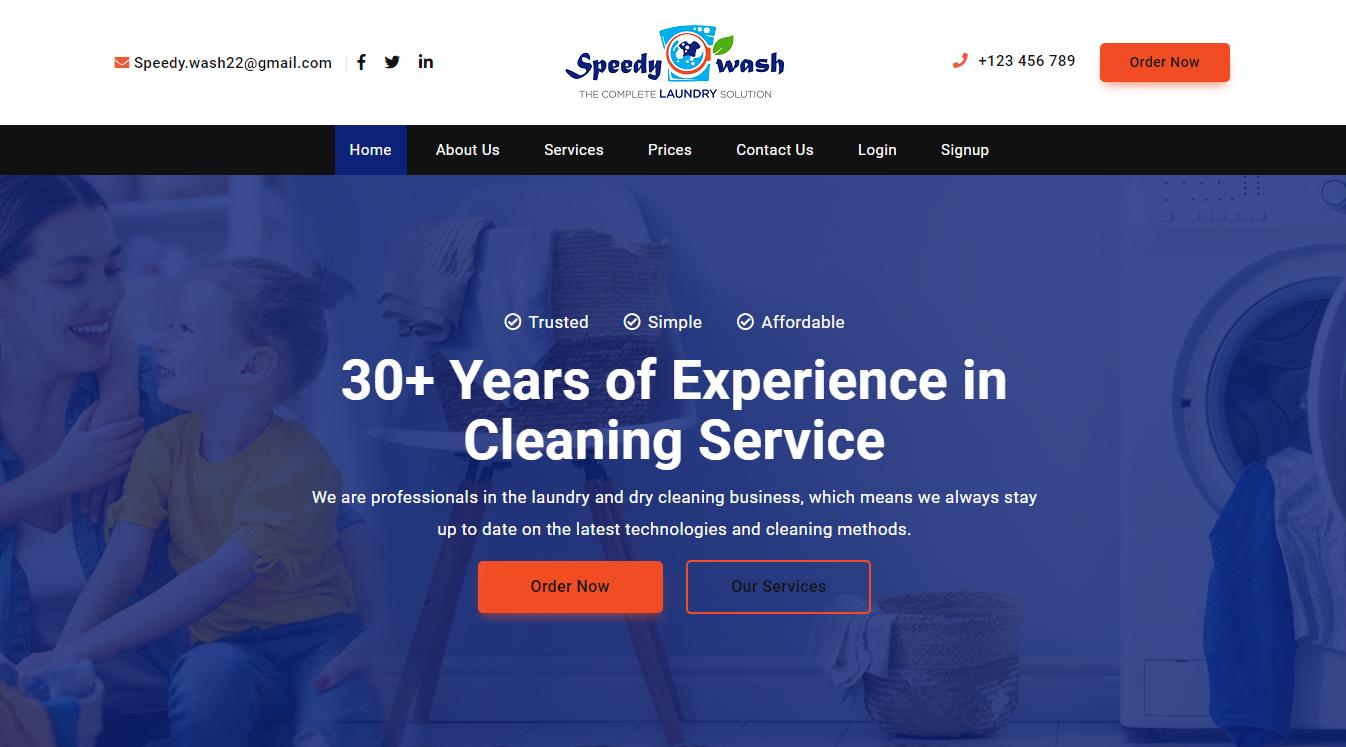 Speedy.wash22@gmail.com
Speedy wash
THE COMPLETE LAUNDRY SOLUTION
+123 456 789
Order Now
Home
About Us
Services
Prices
Contact Us
Login
Signup
Trusted
Simple
Affordable
30+ Years of Experience in
Cleaning Service
We are professionals in the laundry and dry cleaning business, which means we always stay
up to date on the latest technologies and cleaning methods.
Order Now
Our Services